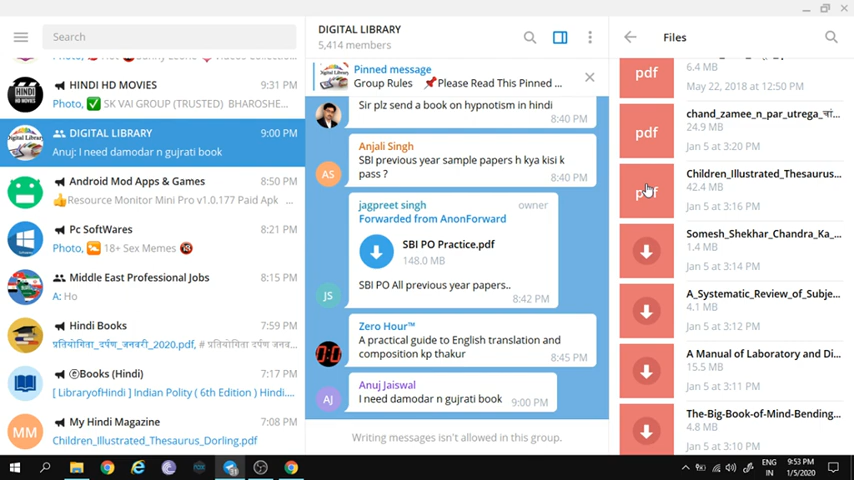 Search
HINDI HD MOVIES 9:31 PM
Photo, ✅ SK VAI GROUP (TRUSTED) BHAROSHE...
DIGITAL LIBRARY 9:00 PM
Anuj: I need damodar n gujrati book
Android Mod Apps & Games 8:50 PM
👍Resource Monitor Mini Pro v1.0.177 Paid Apk ...
Pc SoftWares 8:21 PM
Photo, 🔞 18+ Sex Memes 🔞
Middle East Professional Jobs 8:15 PM
A: Ho
Hindi Books 7:59 PM
प्रतियोगिता_दर्पण_जनवरी_2020.pdf, # प्रतियोगिता दर्पण जन...
ⓔBooks (Hindi) 7:17 PM
[ LibraryofHindi ] Indian Polity ( 6th Edition ) Hindi....
MM
My Hindi Magazine 7:08 PM
Children_Illustrated_Thesaurus_Dorling.pdf
DIGITAL LIBRARY
5,414 members
Pinned message
Group Rules 📌Please Read This Pinned ...
Sir plz send a book on hypnotism in hindi
8:40 PM
Anjali Singh
SBI previous year sample papers h kya kisi k
pass ?
8:40 PM
AS
jagpreet singh owner
Forwarded from AnonForward
SBI PO Practice.pdf
148.0 MB
SBI PO All previous year papers..
8:42 PM
JS
Zero Hour™
A practical guide to English translation and
composition kp thakur
8:45 PM
Anuj Jaiswal
I need damodar n gujrati book 9:00 PM
AJ
Writing messages isn't allowed in this group.
Files
pdf
6.4 MB
May 22, 2018 at 12:50 PM
pdf
chand_zamee_n_par_utrega_चां...
24.9 MB
Jan 5 at 3:20 PM
pdf
Children_Illustrated_Thesaurus...
42.4 MB
Jan 5 at 3:16 PM
Somesh_Shekhar_Chandra_Ka_...
1.4 MB
Jan 5 at 3:14 PM
A_Systematic_Review_of_Subje...
4.1 MB
Jan 5 at 3:12 PM
A Manual of Laboratory and Di...
15.5 MB
Jan 5 at 3:11 PM
The-Big-Book-of-Mind-Bending...
4.8 MB
Jan 5 at 3:10 PM
ENG
IN
9:53 PM
1/5/2020